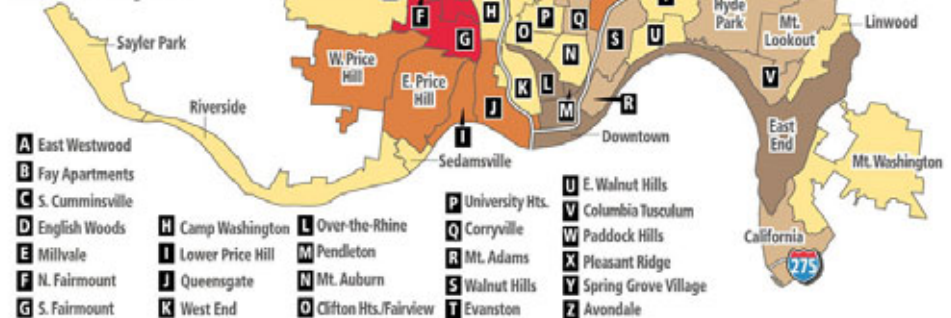 Hyde
Park
Mt.
Lookout
Linwood
Sayler Park
F
H
P
Q
G
O
S
U
W. Price
Hill
N
E. Price
Hill
K
L
V
J
M
R
Riverside
I
Downtown
East
End
Sedamsville
Mt. Washington
California
275
A East Westwood
B Fay Apartments
C S. Cumminsville
D English Woods
E Millvale
F N. Fairmount
G S. Fairmount
H Camp Washington
I Lower Price Hill
J Queensgate
K West End
L Over-the-Rhine
M Pendleton
N Mt. Auburn
O Clifton Hts./Fairview
P University Hts.
Q Corryville
R Mt. Adams
S Walnut Hills
T Evanston
U E. Walnut Hills
V Columbia Tusculum
W Paddock Hills
X Pleasant Ridge
Y Spring Grove Village
Z Avondale